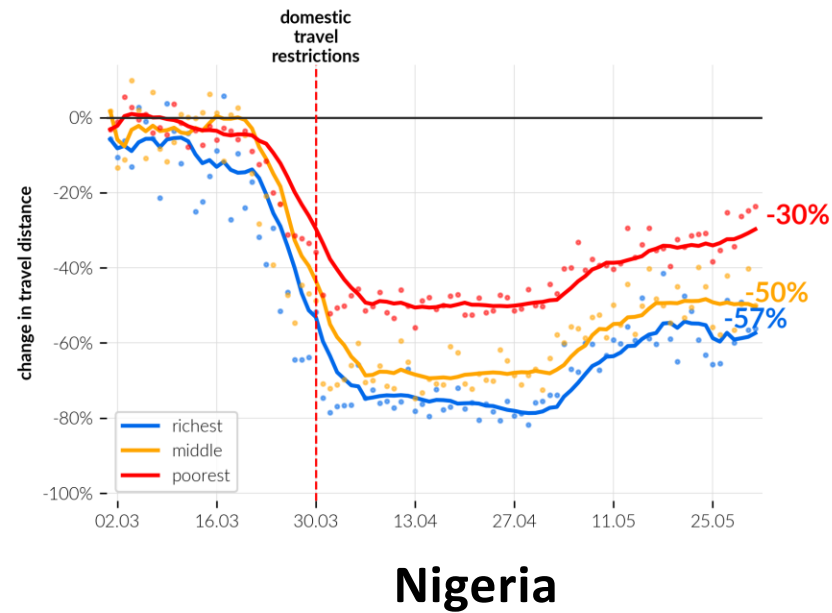 domestic
travel
restrictions
change in travel distance
0%
-20%
-40%
-60%
-80%
-100%
-30%
-50%
-57%
richest
middle
poorest
02.03 16.03 30.03 13.04 27.04 11.05 25.05
Nigeria